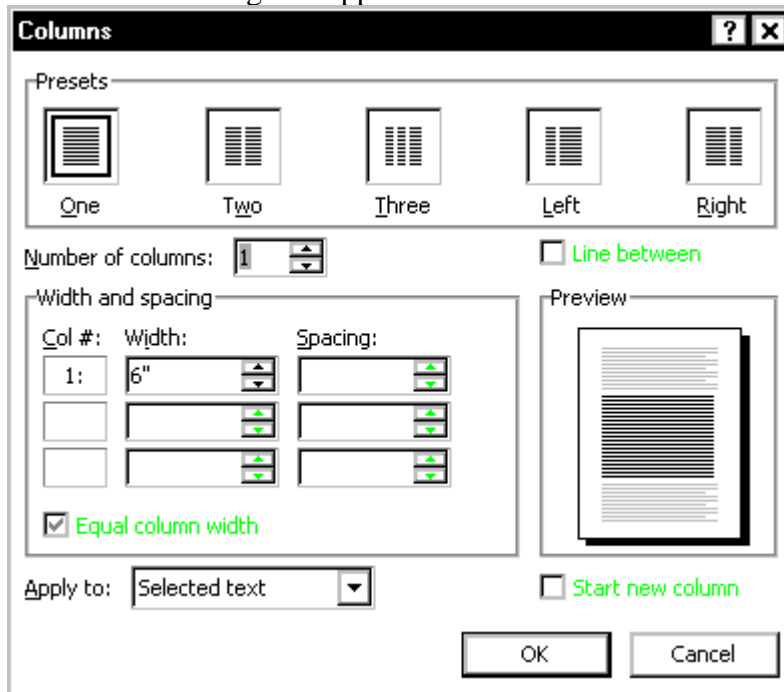 Columns
Presets
One Two Three Left Right
Number of columns: 1
Line between
Width and spacing
Col #: Width: Spacing:
1: 6"
Equal column width
Preview
Apply to: Selected text
Start new column
OK Cancel